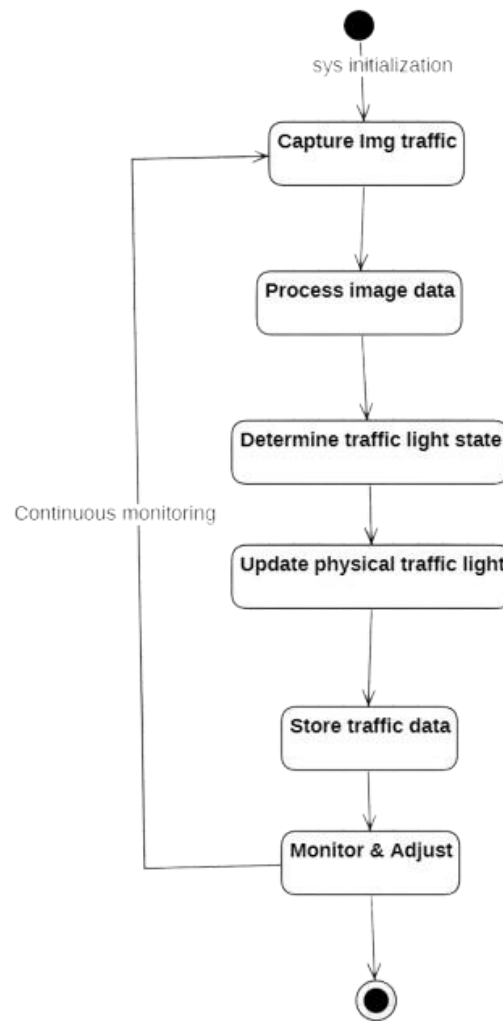 sys initialization
Capture Img traffic
Process image data
Determine traffic light state
Continuous monitoring
Update physical traffic light
Store traffic data
Monitor & Adjust